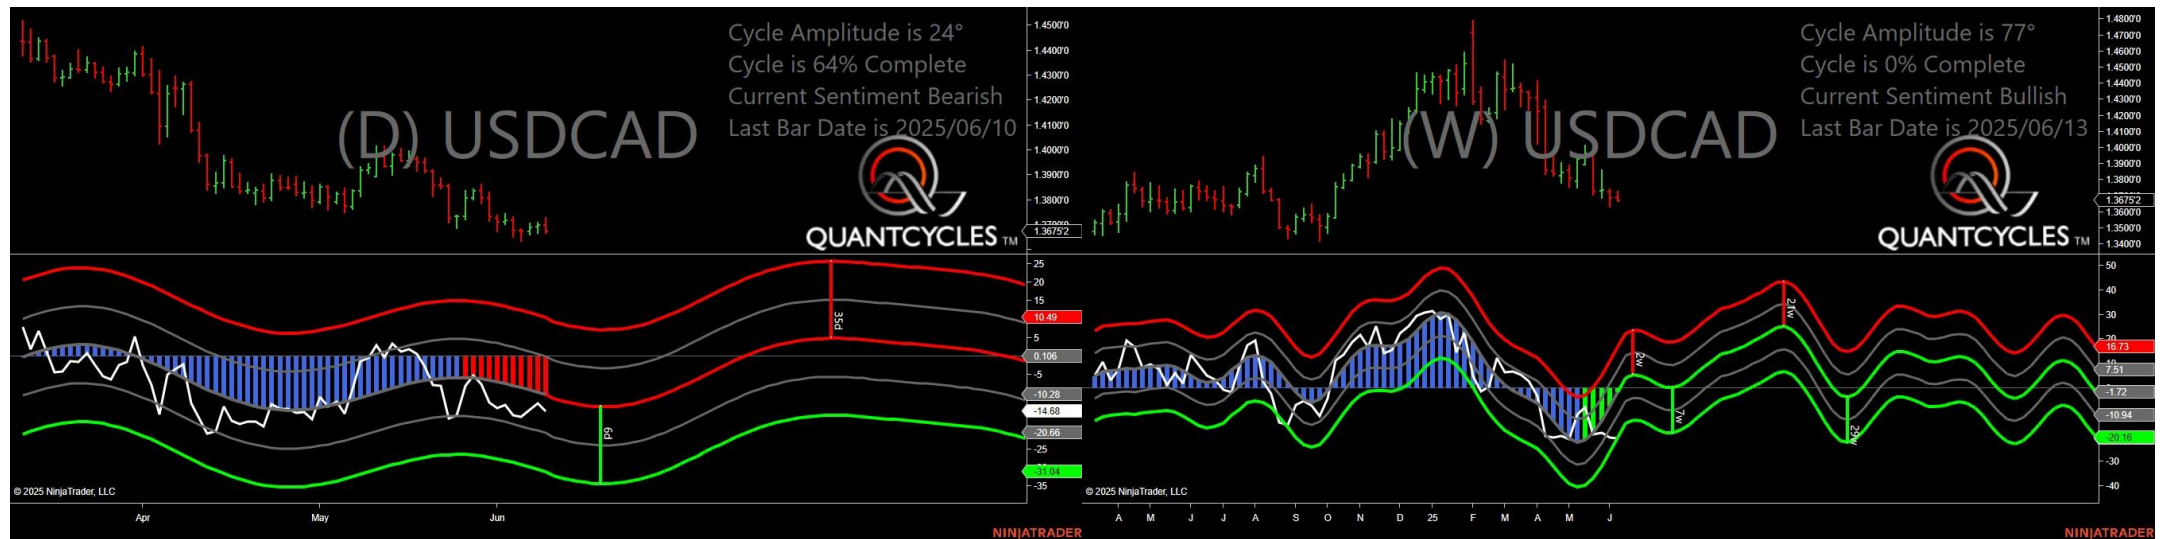 Cycle Amplitude is 24°
Cycle is 64% Complete
Current Sentiment Bearish
Last Bar Date is 2025/06/10
(D) USDCAD
QUANTCYCLES TM
1.4500'0
1.4400'0
1.4300'0
1.4200'0
1.4100'0
1.4000'0
1.3900'0
1.3800'0
1.3675'2
25
20
15
10.49
5
0.106
-5
-10.28
-14.68
-20.66
-25
-31.04
-35
35d
6d
© 2025 NinjaTrader, LLC
Apr
May
Jun
NINJATRADER
Cycle Amplitude is 77°
Cycle is 0% Complete
Current Sentiment Bullish
Last Bar Date is 2025/06/13
(W) USDCAD
QUANTCYCLES TM
1.4800'0
1.4700'0
1.4600'0
1.4500'0
1.4400'0
1.4300'0
1.4200'0
1.4100'0
1.4000'0
1.3900'0
1.3800'0
1.3675'2
1.3600'0
1.3500'0
1.3400'0
50
40
30
20
16.73
10
7.51
-1.72
-10.94
-20.16
-30
-40
2w
7w
21w
29w
© 2025 NinjaTrader, LLC
A M J J A S O N D 25 F M A M J
NINJATRADER